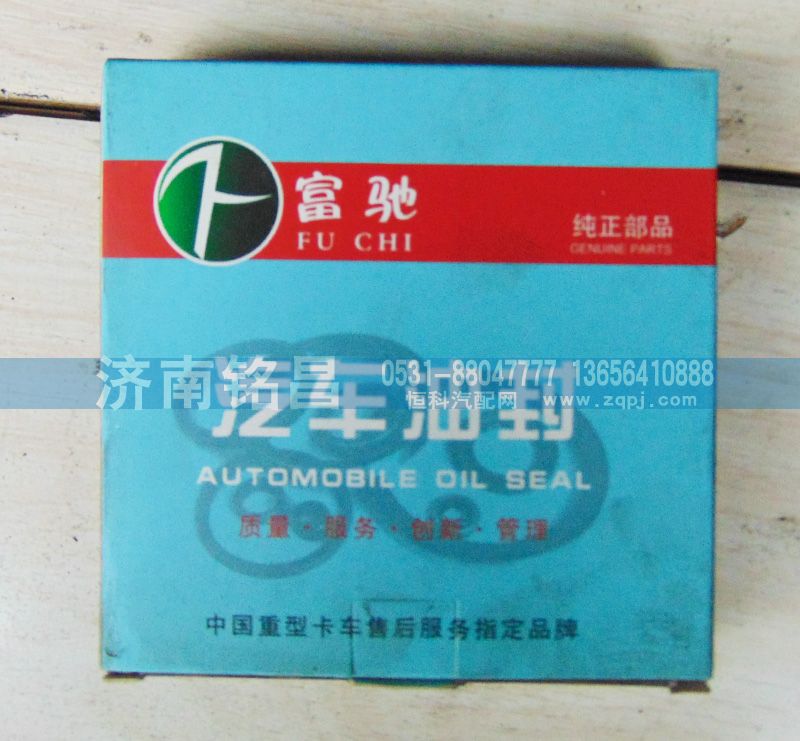 富驰
FU CHI
纯正部品
GENUINE PARTS
济南铭昌
0531-88047777 13656410888
恒科汽配网 www.zqpj.com
汽车油封
AUTOMOBILE OIL SEAL
质量·服务·创新·管理
中国重型卡车售后服务指定品牌